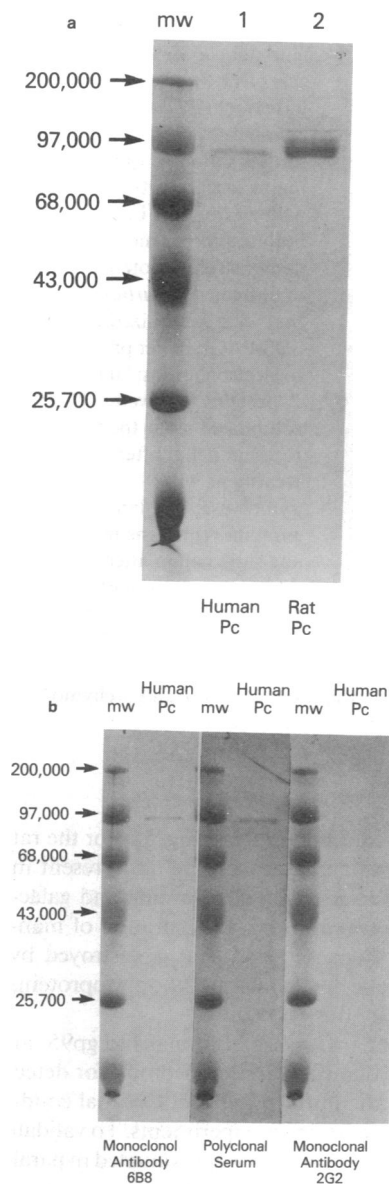 a
mw 1 2
200,000
97,000
68,000
43,000
25,700
Human Rat
Pc Pc
b
Human Human Human
mw Pc mw Pc mw Pc
200,000
97,000
68,000
43,000
25,700
Monoclonol Polyclonal Monoclonal
Antibody Serum Antibody
6B8 2G2